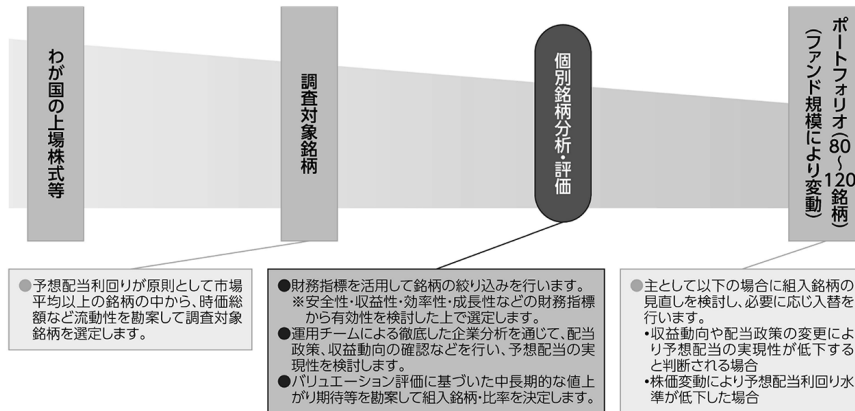 わが国の上場株式等
調査対象銘柄
個別銘柄分析・評価
ポートフォリオ(80~120銘柄)
(ファンド規模により変動)
●予想配当利回りが原則として市場
平均以上の銘柄の中から、時価総
額など流動性を勘案して調査対象
銘柄を選定します。
●財務指標を活用して銘柄の絞り込みを行います。
※安全性・収益性・効率性・成長性などの財務指標
から有効性を検討した上で選定します。
●運用チームによる徹底した企業分析を通じて、配当
政策、収益動向の確認などを行い、予想配当の実
現性を検討します。
●バリュエーション評価に基づいた中長期的な値上
がり期待等を勘案して組入銘柄・比率を決定します。
●主として以下の場合に組入銘柄の
見直しを検討し、必要に応じ入替を
行います。
・収益動向や配当政策の変更によ
り予想配当の実現性が低下する
と判断される場合
・株価変動により予想配当利回り水
準が低下した場合